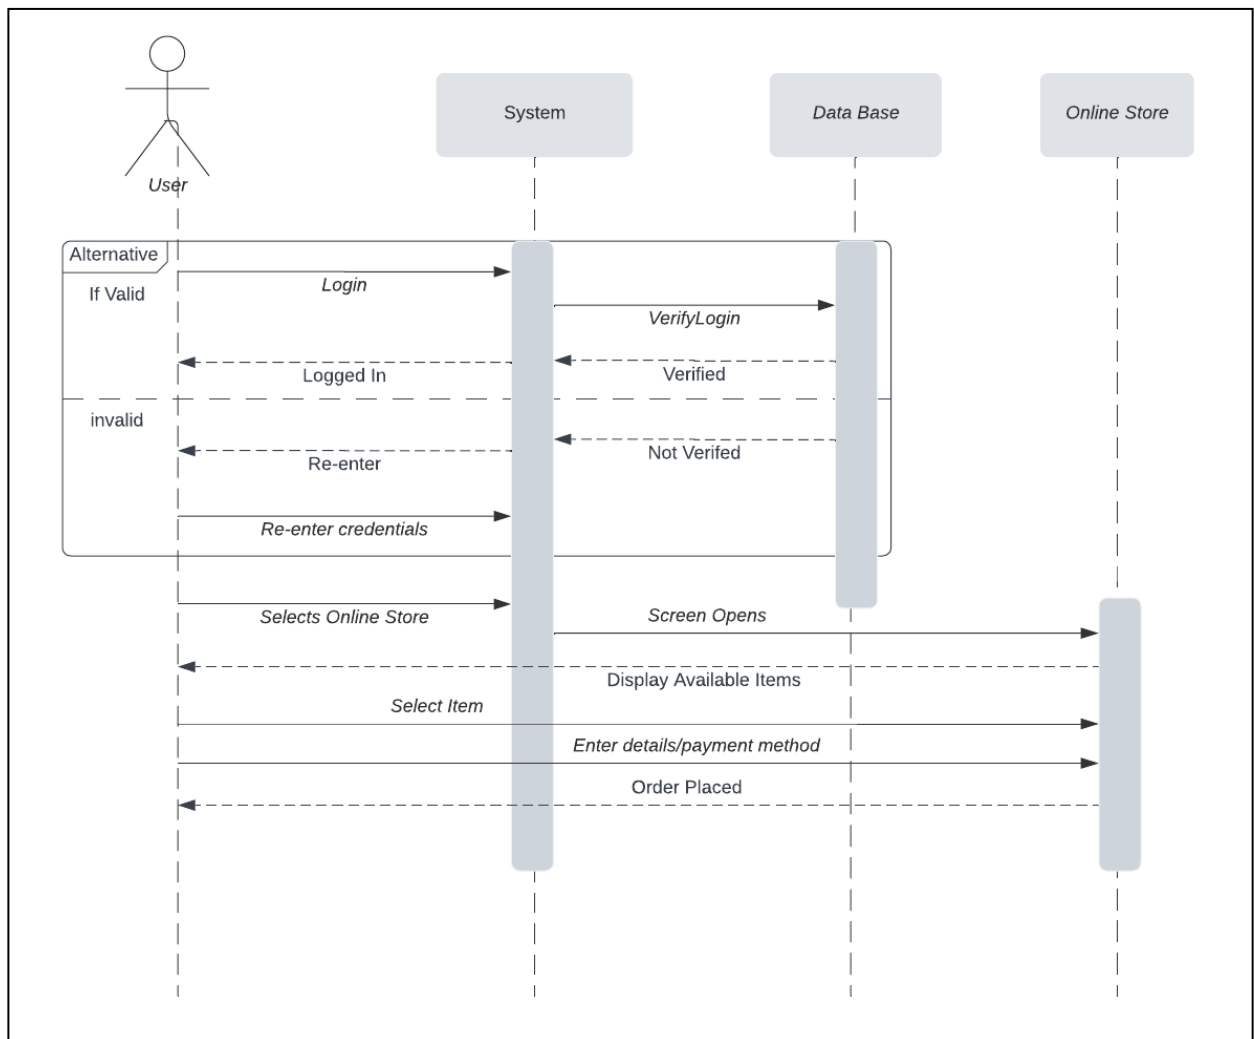 User
System
Data Base
Online Store
Alternative
If Valid
Login
VerifyLogin
Verified
Logged In
invalid
Not Verifed
Re-enter
Re-enter credentials
Selects Online Store
Screen Opens
Display Available Items
Select Item
Enter details/payment method
Order Placed